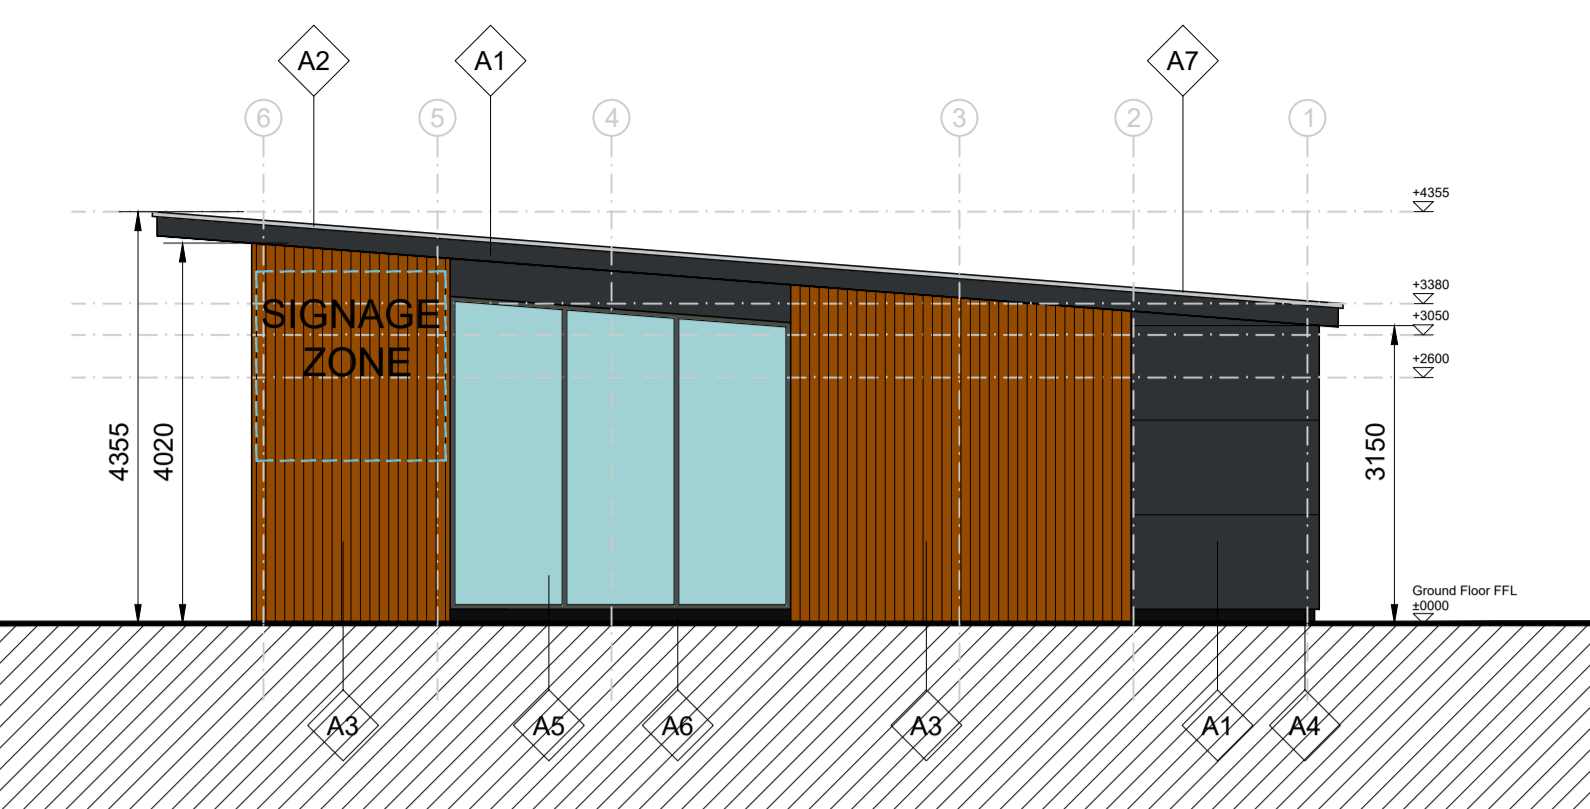 A2
A1
A7
6
5
4
3
2
1
+4355
+3380
+3050
+2600
SIGNAGE
ZONE
4355
4020
3150
Ground Floor FFL
±0000
A3
A5
A6
A3
A1
A4